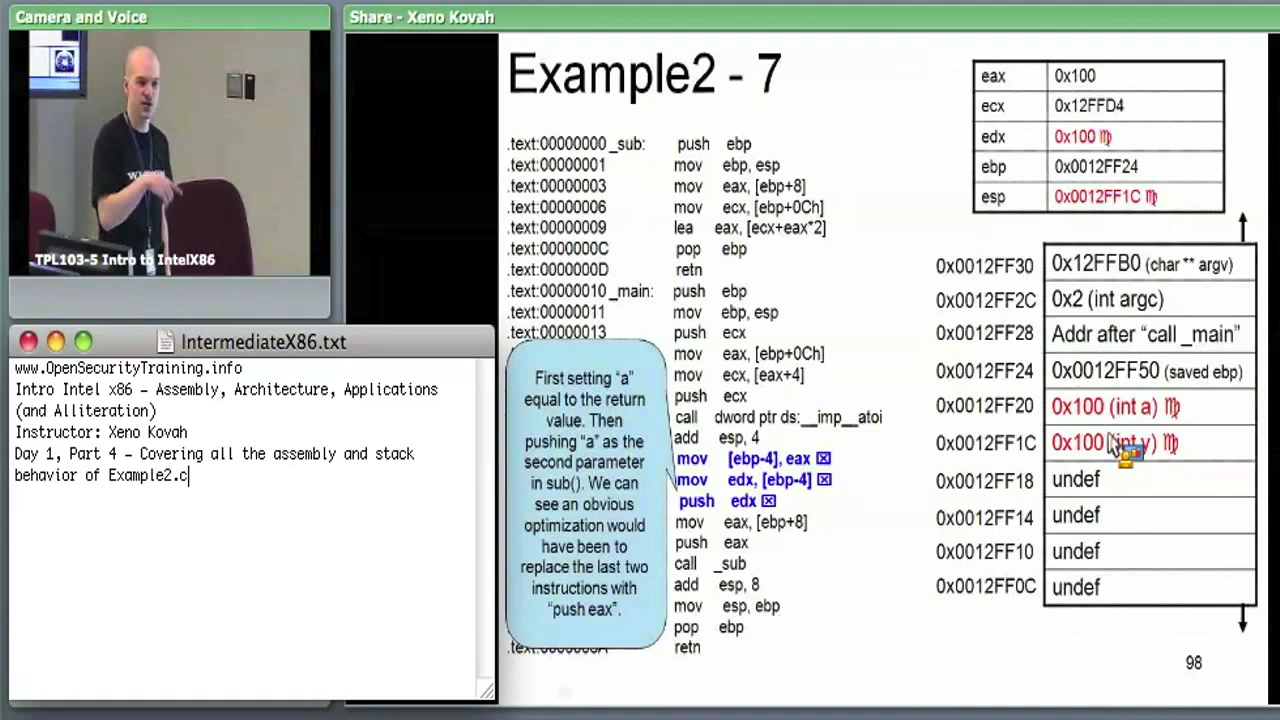 Camera and Voice
TPL103-5 Intro to IntelX86
IntermediateX86.txt
www.OpenSecurityTraining.info
Intro Intel x86 – Assembly, Architecture, Applications
(and Alliteration)
Instructor: Xeno Kovah
Day 1, Part 4 – Covering all the assembly and stack
behavior of Example2.c
Share - Xeno Kovah
Example2 - 7
.text:00000000 _sub: push ebp
.text:00000001 mov ebp, esp
.text:00000003 mov eax, [ebp+8]
.text:00000006 mov ecx, [ebp+0Ch]
.text:00000009 lea eax, [ecx+eax*2]
.text:0000000C pop ebp
.text:0000000D retn
.text:00000010 _main: push ebp
.text:00000011 mov ebp, esp
.text:00000013 push ecx
mov eax, [ebp+0Ch]
mov ecx, [eax+4]
push ecx
call dword ptr ds:__imp__atoi
add esp, 4
mov [ebp-4], eax
mov edx, [ebp-4]
push edx
mov eax, [ebp+8]
push eax
call _sub
add esp, 8
mov esp, ebp
pop ebp
retn
First setting "a"
equal to the return
value. Then
pushing "a" as the
second parameter
in sub(). We can
see an obvious
optimization would
have been to
replace the last two
instructions with
"push eax".
eax 0x100
ecx 0x12FFD4
edx 0x100 ♍
ebp 0x0012FF24
esp 0x0012FF1C ♍
0x0012FF30 0x12FFB0 (char ** argv)
0x0012FF2C 0x2 (int argc)
0x0012FF28 Addr after "call _main"
0x0012FF24 0x0012FF50 (saved ebp)
0x0012FF20 0x100 (int a) ♍
0x0012FF1C 0x100 (int y) ♍
0x0012FF18 undef
0x0012FF14 undef
0x0012FF10 undef
0x0012FF0C undef
98